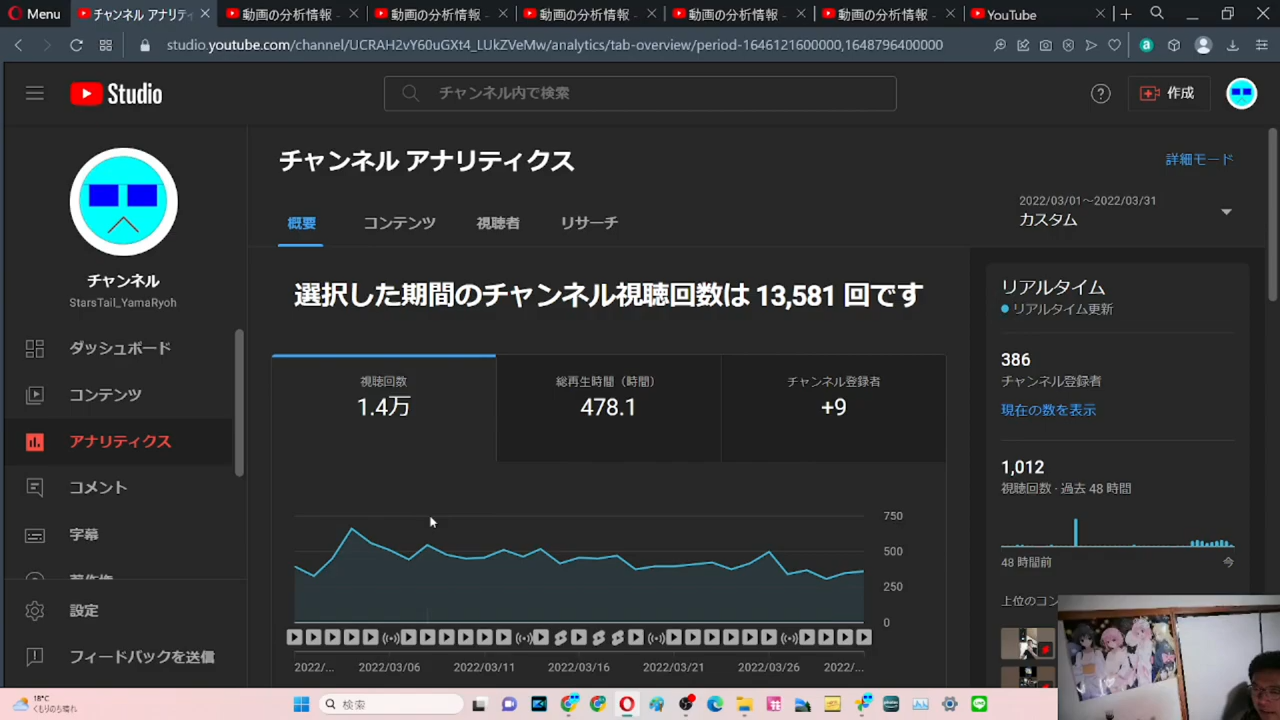 Menu
チャンネル アナリティ
動画の分析情報 -
動画の分析情報 -
動画の分析情報 -
動画の分析情報 -
動画の分析情報 -
YouTube
studio.youtube.com/channel/UCRAH2vY60uGXt4_LUkZVeMw/analytics/tab-overview/period-1646121600000,1648796400000
Studio
チャンネル内で検索
作成
チャンネル
StarsTail_YamaRyoh
ダッシュボード
コンテンツ
アナリティクス
コメント
字幕
著作権
設定
フィードバックを送信
チャンネル アナリティクス
詳細モード
概要
コンテンツ
視聴者
リサーチ
2022/03/01～2022/03/31
カスタム
選択した期間のチャンネル視聴回数は 13,581 回です
視聴回数
1.4万
総再生時間（時間）
478.1
チャンネル登録者
+9
750
500
250
0
2022/...
2022/03/06
2022/03/11
2022/03/16
2022/03/21
2022/03/26
2022/...
リアルタイム
リアルタイム更新
386
チャンネル登録者
現在の数を表示
1,012
視聴回数 · 過去 48 時間
48 時間前
今
上位のコン
18°C
くもりのち晴れ
検索